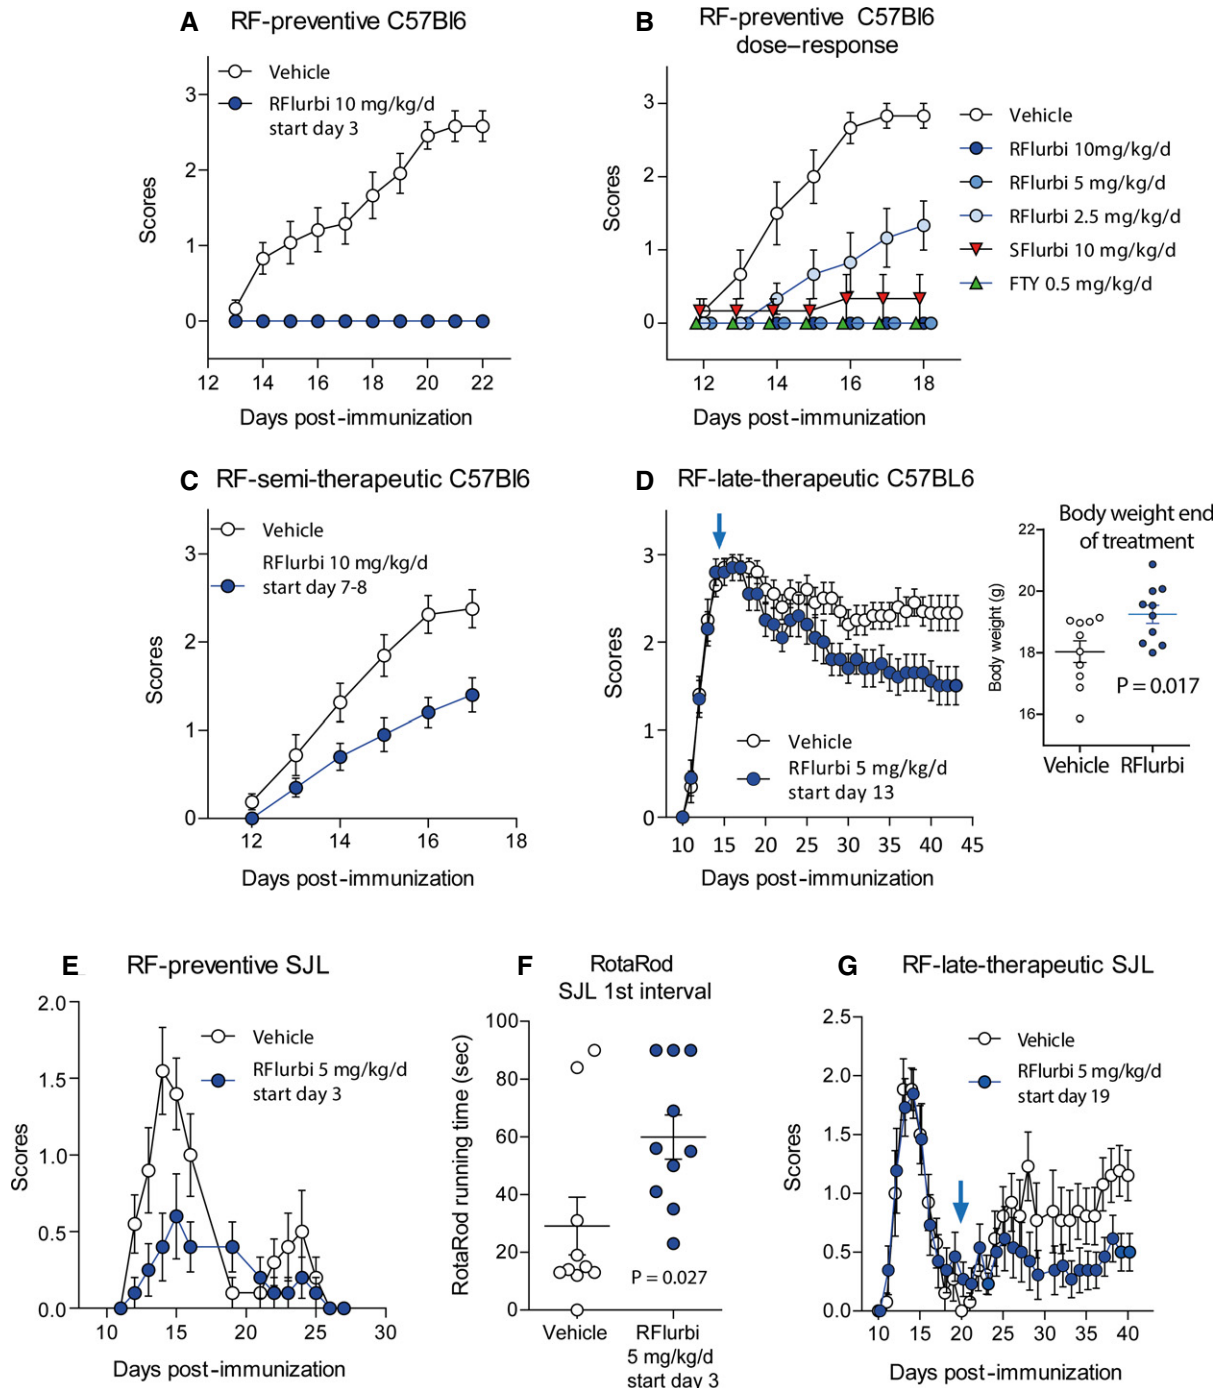 A RF-preventive C57Bl6
Vehicle
RFlurbi 10 mg/kg/d
start day 3
3
2
1
0
Scores
12 14 16 18 20 22
Days post-immunization
B RF-preventive C57Bl6
dose-response
3
2
1
0
Scores
12 14 16 18
Days post-immunization
Vehicle
RFlurbi 10mg/kg/d
RFlurbi 5 mg/kg/d
RFlurbi 2.5 mg/kg/d
SFlurbi 10 mg/kg/d
FTY 0.5 mg/kg/d
C RF-semi-therapeutic C57Bl6
Vehicle
RFlurbi 10 mg/kg/d
start day 7-8
3
2
1
0
Scores
12 14 16 18
Days post-immunization
D RF-late-therapeutic C57BL6
3
2
1
0
Scores
Vehicle
RFlurbi 5 mg/kg/d
start day 13
10 15 20 25 30 35 40 45
Days post-immunization
Body weight end
of treatment
22
20
18
16
Body weight (g)
P = 0.017
Vehicle RFlurbi
E RF-preventive SJL
2.0
1.5
1.0
0.5
0.0
Scores
Vehicle
RFlurbi 5 mg/kg/d
start day 3
10 15 20 25 30
Days post-immunization
F RotaRod
SJL 1st interval
100
80
60
40
20
0
RotaRod running time (sec)
P = 0.027
Vehicle RFlurbi
5 mg/kg/d
start day 3
G RF-late-therapeutic SJL
2.5
2.0
1.5
1.0
0.5
0.0
Scores
Vehicle
RFlurbi 5 mg/kg/d
start day 19
10 15 20 25 30 35 40
Days post-immunization